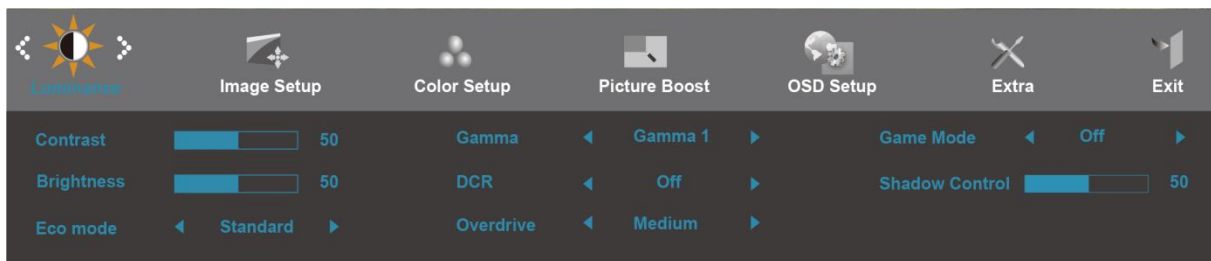 Luminance
Image Setup
Color Setup
Picture Boost
OSD Setup
Extra
Exit
Contrast 50 Gamma Gamma 1 Game Mode Off
Brightness 50 DCR Off Shadow Control 50
Eco mode Standard Overdrive Medium